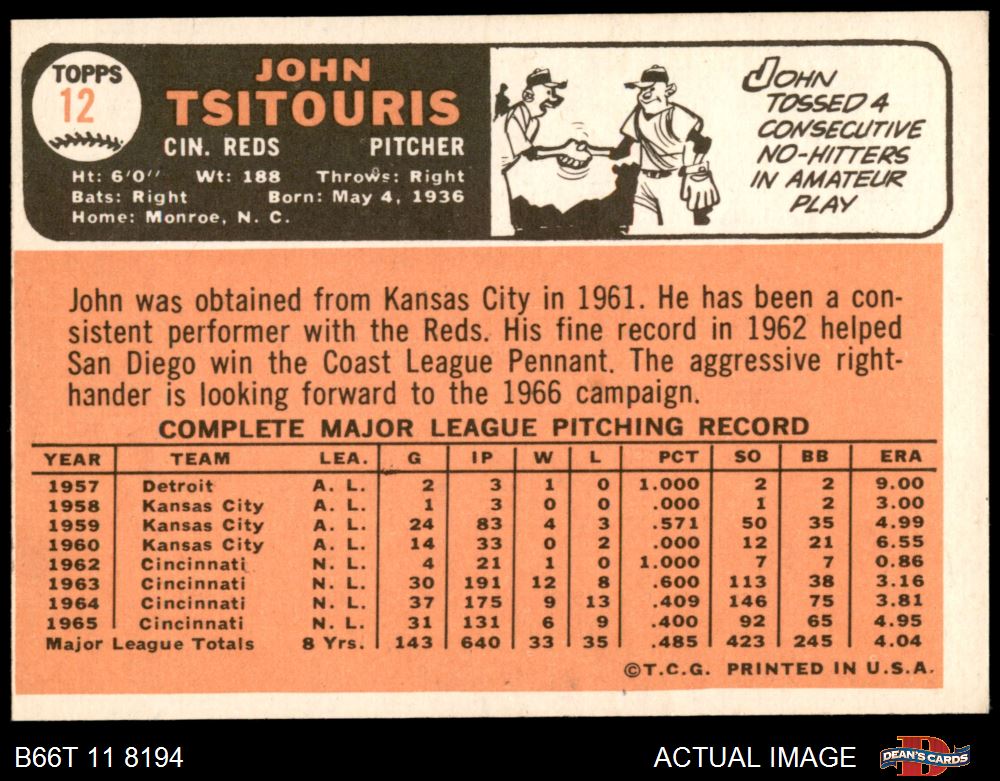 TOPPS
12
JOHN
TSITOURIS
CIN. REDS PITCHER
Ht: 6'0" Wt: 188 Throws: Right
Bats: Right Born: May 4, 1936
Home: Monroe, N. C.
JOHN
TOSSED 4
CONSECUTIVE
NO-HITTERS
IN AMATEUR
PLAY
John was obtained from Kansas City in 1961. He has been a con-
sistent performer with the Reds. His fine record in 1962 helped
San Diego win the Coast League Pennant. The aggressive right-
hander is looking forward to the 1966 campaign.
COMPLETE MAJOR LEAGUE PITCHING RECORD
YEAR TEAM LEA. G IP W L PCT SO BB ERA
1957 Detroit A. L. 2 3 1 0 1.000 2 2 9.00
1958 Kansas City A. L. 1 3 0 0 .000 1 2 3.00
1959 Kansas City A. L. 24 83 4 3 .571 50 35 4.99
1960 Kansas City A. L. 14 33 0 2 .000 12 21 6.55
1962 Cincinnati N. L. 4 21 1 0 1.000 7 7 0.86
1963 Cincinnati N. L. 30 191 12 8 .600 113 38 3.16
1964 Cincinnati N. L. 37 175 9 13 .409 146 75 3.81
1965 Cincinnati N. L. 31 131 6 9 .400 92 65 4.95
Major League Totals 8 Yrs. 143 640 33 35 .485 423 245 4.04
©T.C.G. PRINTED IN U.S.A.
B66T 11 8194 ACTUAL IMAGE DEAN'S CARDS